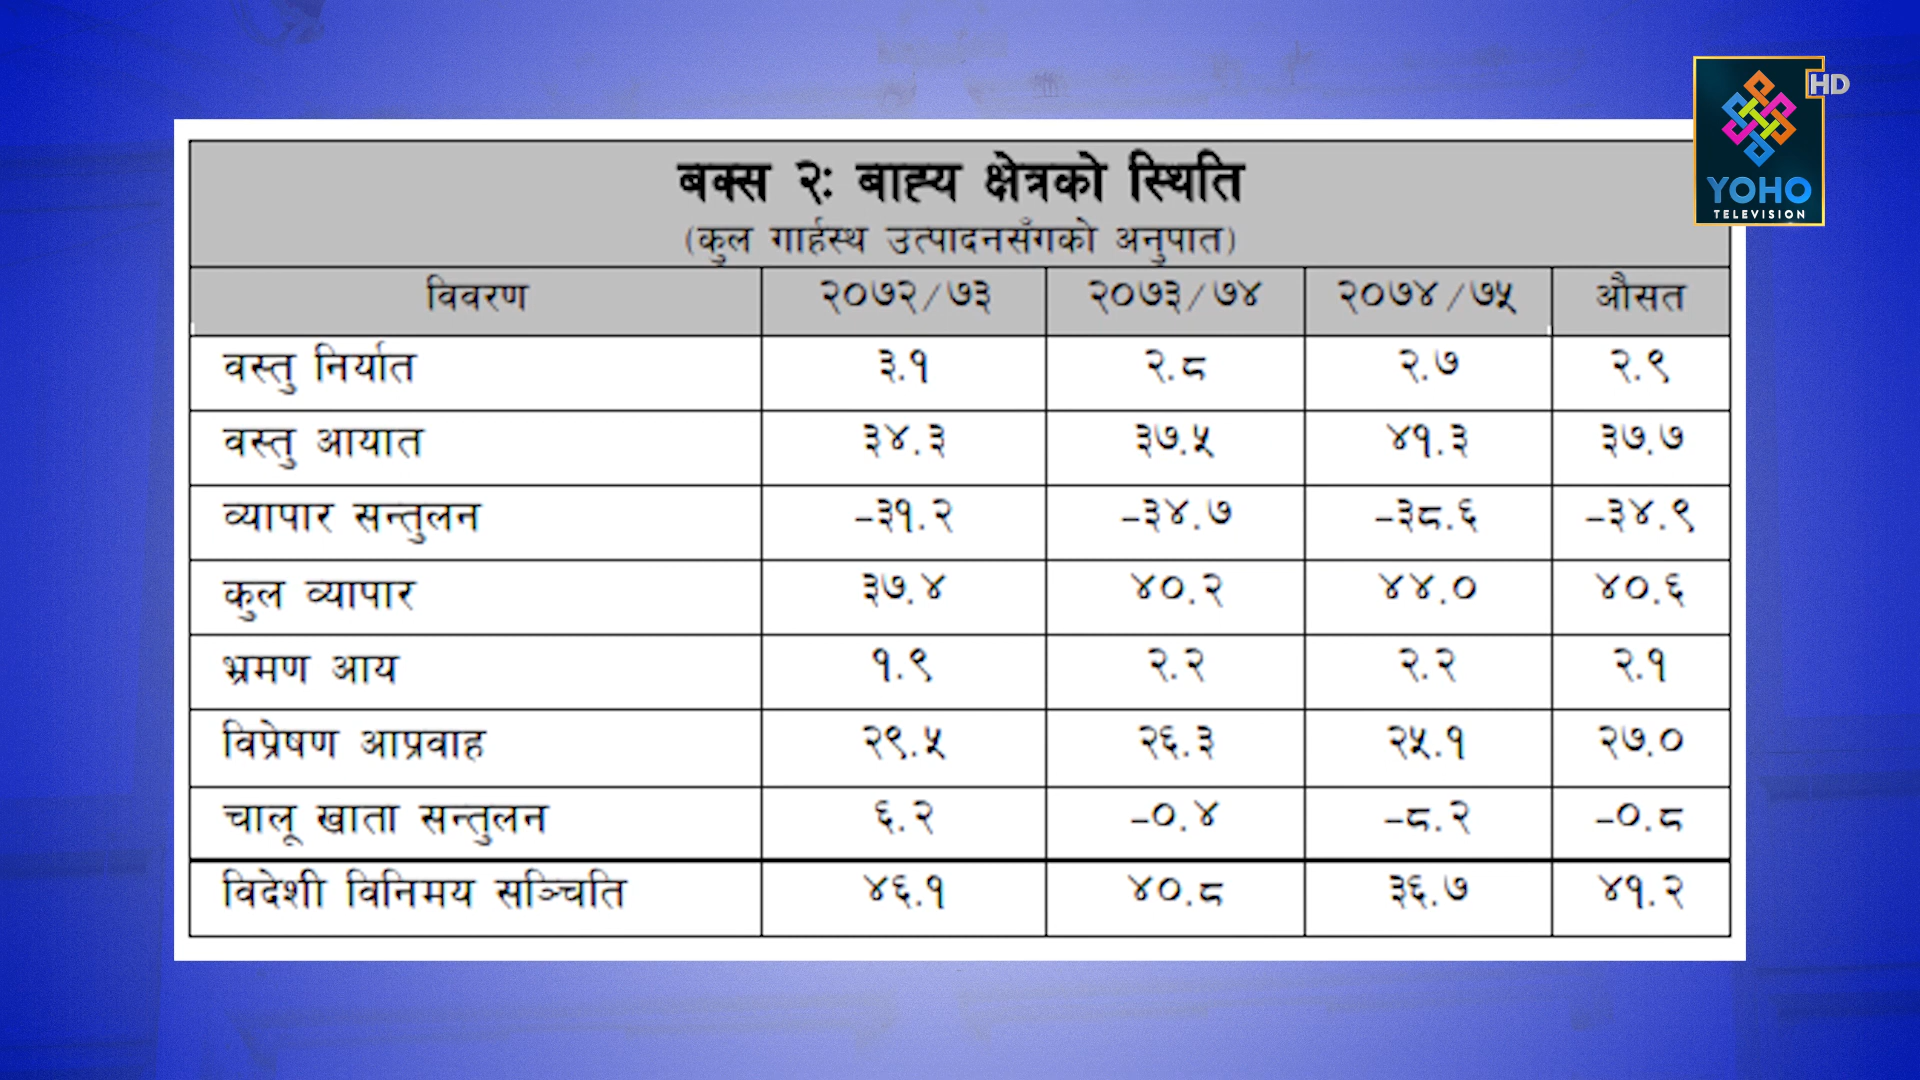 HD
YOHO
TELEVISION
बक्स २: बाह्य क्षेत्रको स्थिति
(कुल गार्हस्थ उत्पादनसँगको अनुपात)
विवरण २०७२/७३ २०७३/७४ २०७४/७५ औसत
वस्तु निर्यात ३.१ २.८ २.७ २.९
वस्तु आयात ३४.३ ३७.५ ४१.३ ३७.७
व्यापार सन्तुलन -३१.२ -३४.७ -३८.६ -३४.९
कुल व्यापार ३७.४ ४०.२ ४४.० ४०.६
भ्रमण आय १.९ २.२ २.२ २.१
विप्रेषण आप्रवाह २९.५ २६.३ २५.१ २७.०
चालू खाता सन्तुलन ६.२ -०.४ -८.२ -०.८
विदेशी विनिमय सञ्चिति ४६.१ ४०.८ ३६.७ ४१.२